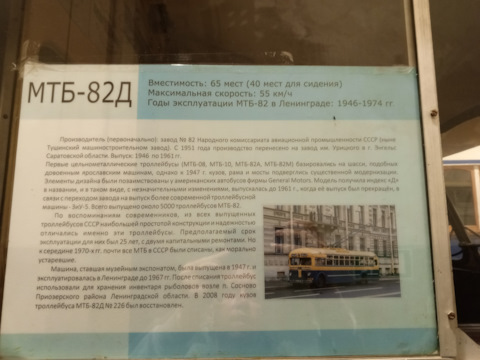 МТБ-82Д
Вместимость: 65 мест (40 мест для сидения)
Максимальная скорость: 55 км/ч
Годы эксплуатации МТБ-82 в Ленинграде: 1946-1974 гг
Производитель (первоначально): завод № 82 Народного комиссариата авиационной промышленности СССР (ныне
Тушинский машиностроительный завод). С 1951 года производство перенесено на завод им. Урицкого в г. Энгельс
Саратовской области. Выпуск: 1946 по 1961 гг.
Первые цельнометаллические троллейбусы (МТБ-08, МТБ-10, МТБ-82А, МТБ-82М) базировались на шасси, подобных
довоенным ярославским машинам, однако к 1947 г. кузов, рама и мосты подверглись существенной модернизации.
Элементы дизайна были позаимствованы у американских автобусов фирмы General Motors. Модель получила индекс «Д»
в названии, и в таком виде, с незначительными изменениями, выпускалась до 1961 г., когда её выпуск был прекращён, в
связи с переходом завода на выпуск более современной троллейбусной
машины - ЗиУ-5. Всего выпущено около 5000 троллейбусов МТБ-82.
По воспоминаниям современников, из всех выпущенных
троллейбусов СССР наибольшей простотой конструкции и надежностью
отличались именно эти троллейбусы. Предполагаемый срок
эксплуатации для них был 25 лет, с двумя капитальными ремонтами. Но
к середине 1970-х гг. почти все МТБ в СССР были списаны, как морально
устаревшие.
Машина, ставшая музейным экспонатом, была выпущена в 1947 г. и
эксплуатировалась в Ленинграде до 1967 гг. После списания троллейбус
использовали для хранения инвентаря рыболовов возле п. Сосново
Приозерского района Ленинградской области. В 2008 году кузов
троллейбуса МТБ-82Д № 226 был восстановлен.